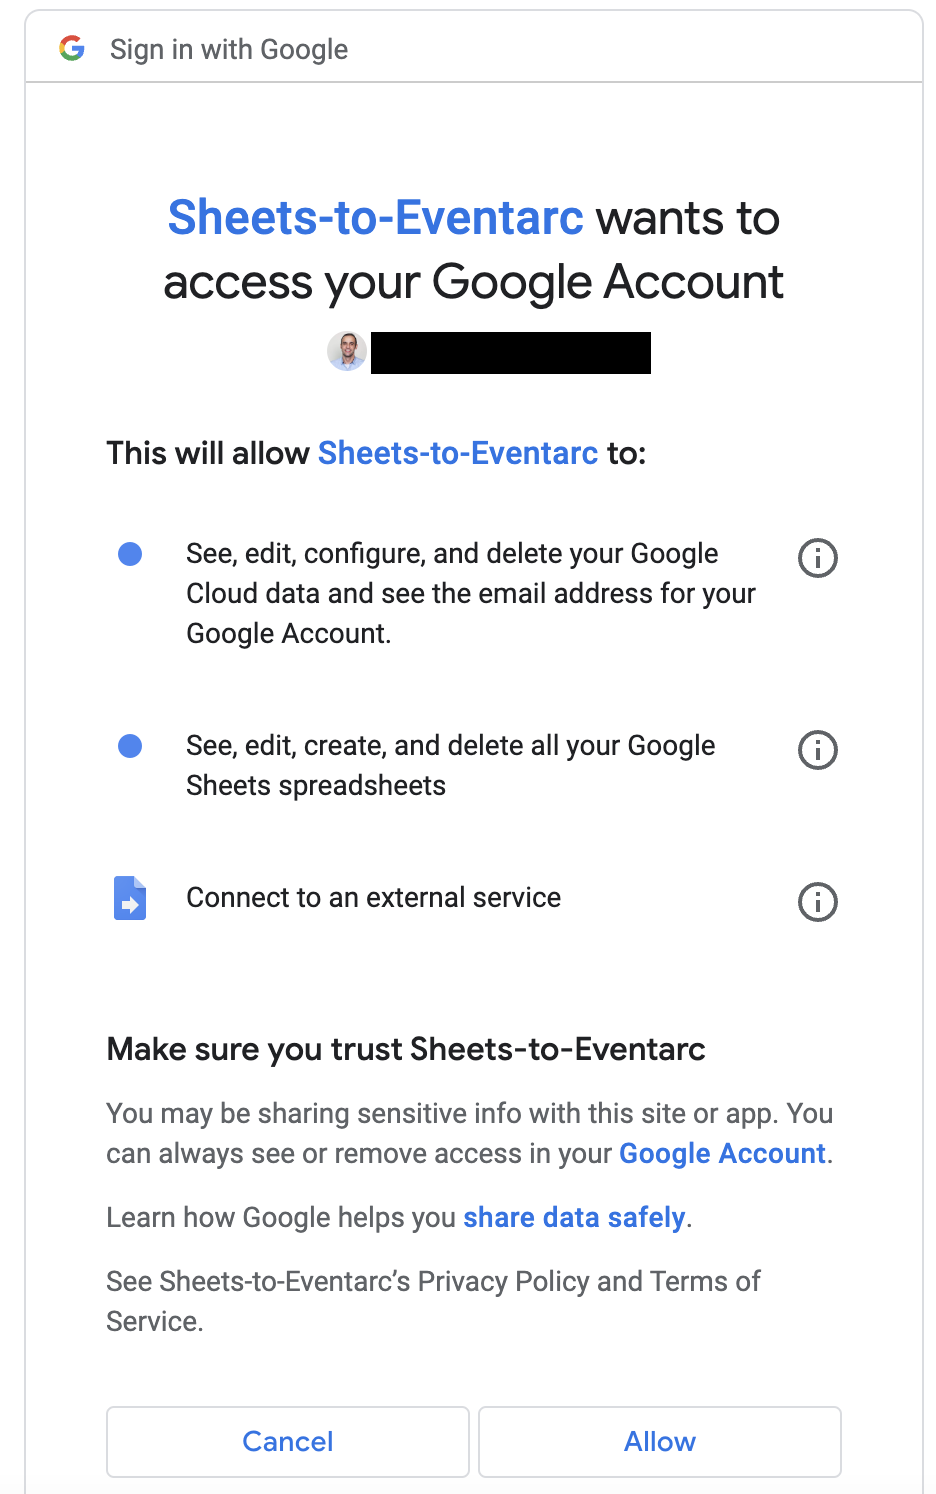 Sign in with Google
Sheets-to-Eventarc wants to
access your Google Account
This will allow Sheets-to-Eventarc to:
See, edit, configure, and delete your Google
Cloud data and see the email address for your
Google Account.
See, edit, create, and delete all your Google
Sheets spreadsheets
Connect to an external service
Make sure you trust Sheets-to-Eventarc
You may be sharing sensitive info with this site or app. You
can always see or remove access in your Google Account.
Learn how Google helps you share data safely.
See Sheets-to-Eventarc’s Privacy Policy and Terms of
Service.
Cancel
Allow